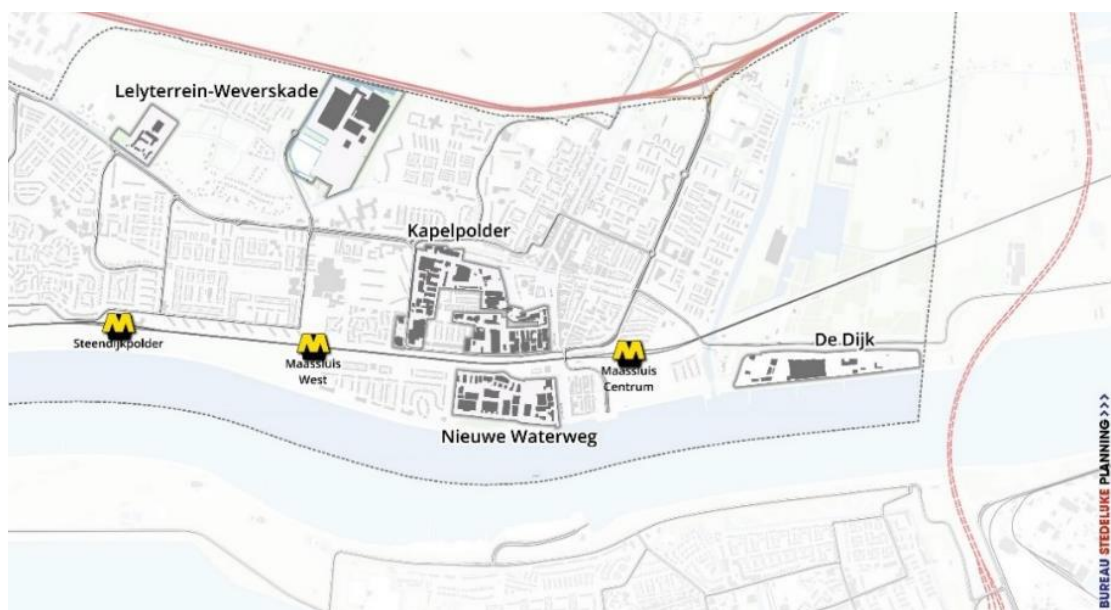 Lelyterrein-Weverskade
Kapelpolder
M
Steendijkpolder
M
Maassluis
West
M
Maassluis
Centrum
De Dijk
Nieuwe Waterweg
BUREAU STEDELIJKE PLANNING>>>